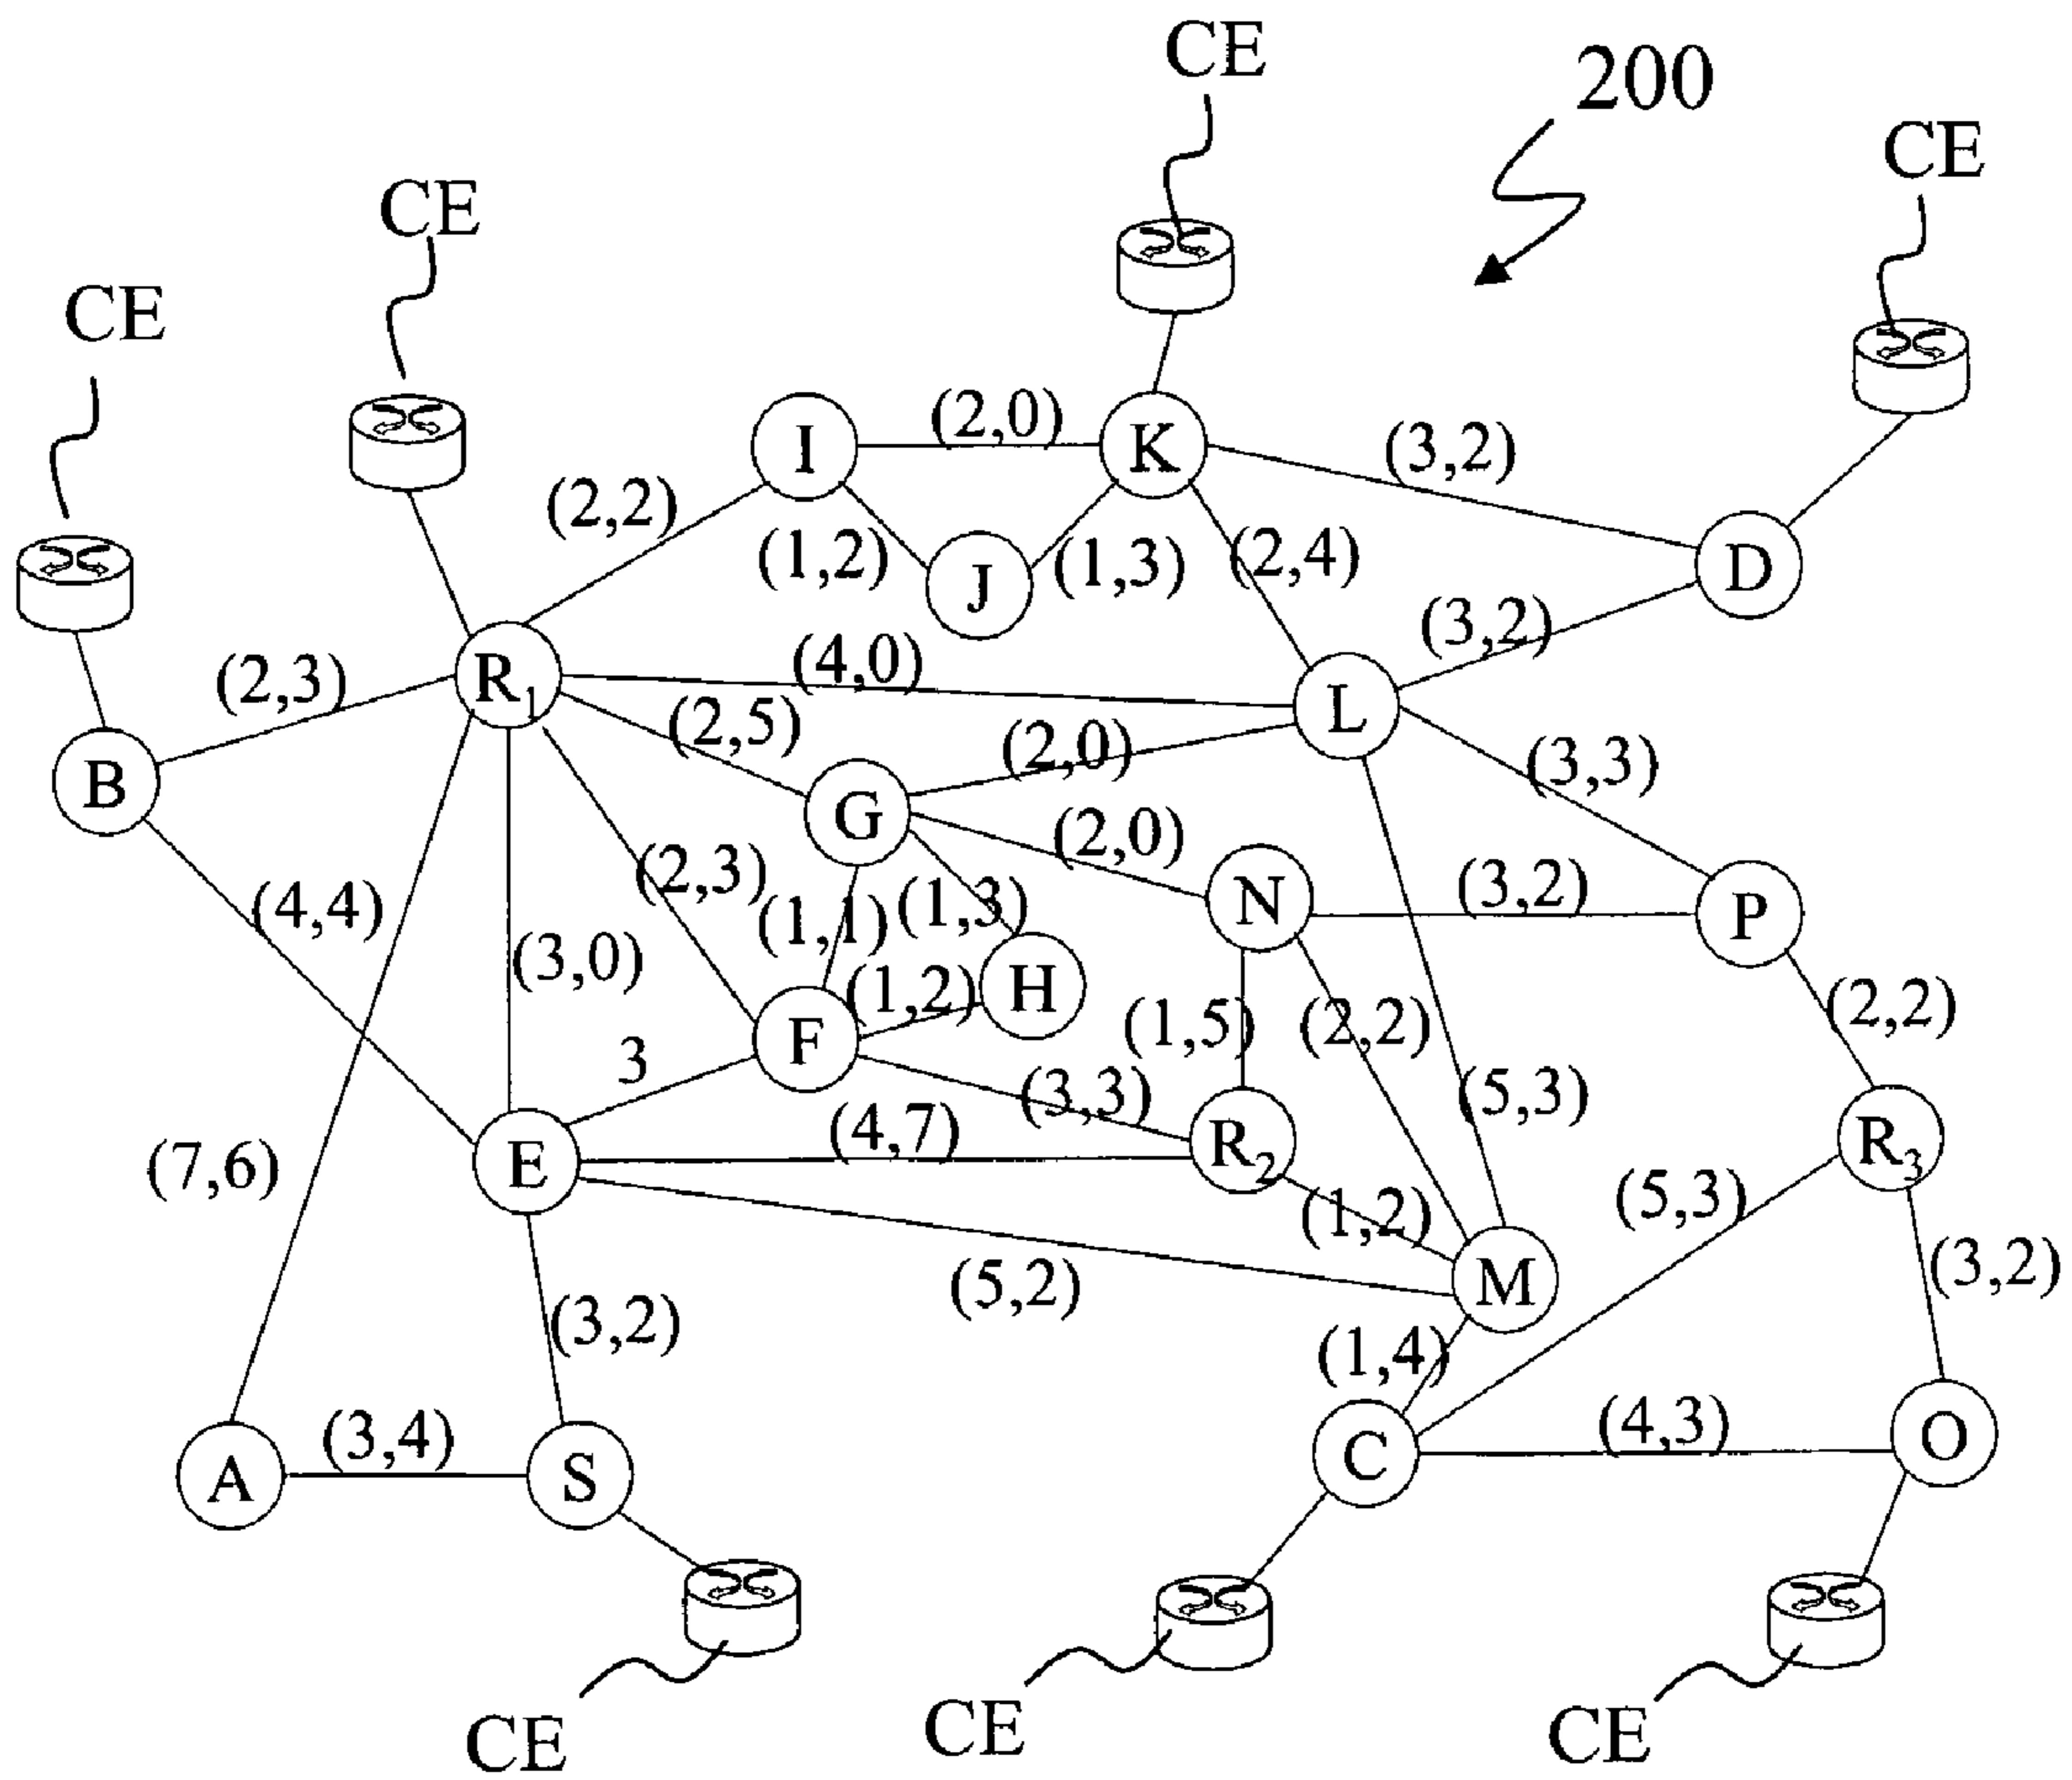 CE
200
CE
CE
CE
(2,0)
I
K
(3,2)
(2,2)
(1,2)
(1,3)
(2,4)
D
J
(3,2)
(4,0)
(2,3)
R1
L
(2,5)
(2,0)
(3,3)
B
G
(2,0)
(2,3)
(3,2)
N
(4,4)
(1,1)
(1,3)
P
(3,0)
(1,2)
H
(2,2)
(1,5)
(2,2)
F
3
(3,3)
(5,3)
(4,7)
R2
R3
E
(7,6)
(5,3)
(1,2)
(3,2)
M
(5,2)
(3,2)
(1,4)
(3,4)
(4,3)
O
A
S
C
CE
CE
CE